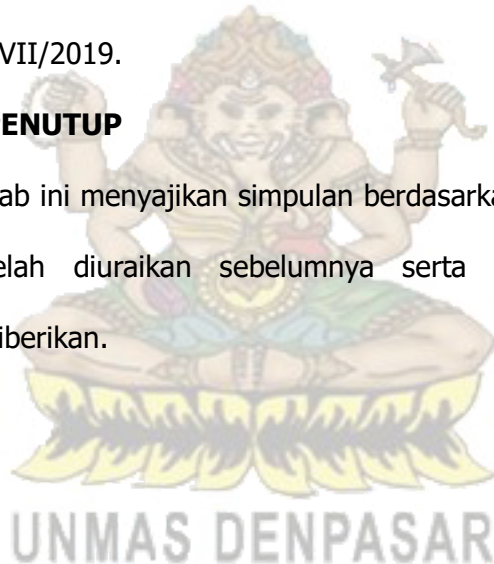 VII/2019.
ENUTUP
ab ini menyajikan simpulan berdasarka
elah diuraikan sebelumnya serta
iberikan.
UNMAS DENPASAR